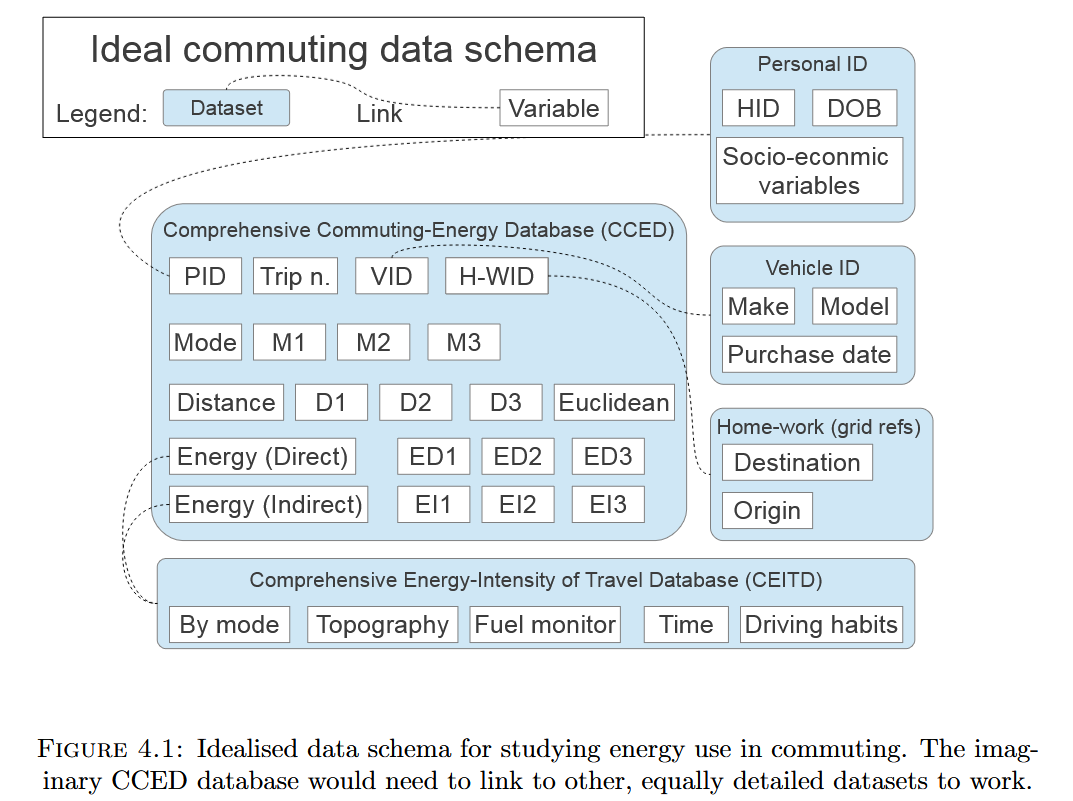 Ideal commuting data schema
Legend: Dataset Link Variable
Personal ID
HID DOB
Socio-econmic
variables
Comprehensive Commuting-Energy Database (CCED)
PID Trip n. VID H-WID
Mode M1 M2 M3
Distance D1 D2 D3 Euclidean
Energy (Direct) ED1 ED2 ED3
Energy (Indirect) EI1 EI2 EI3
Vehicle ID
Make Model
Purchase date
Home-work (grid refs)
Destination
Origin
Comprehensive Energy-Intensity of Travel Database (CEITD)
By mode Topography Fuel monitor Time Driving habits
FIGURE 4.1: Idealised data schema for studying energy use in commuting. The imag-
inary CCED database would need to link to other, equally detailed datasets to work.